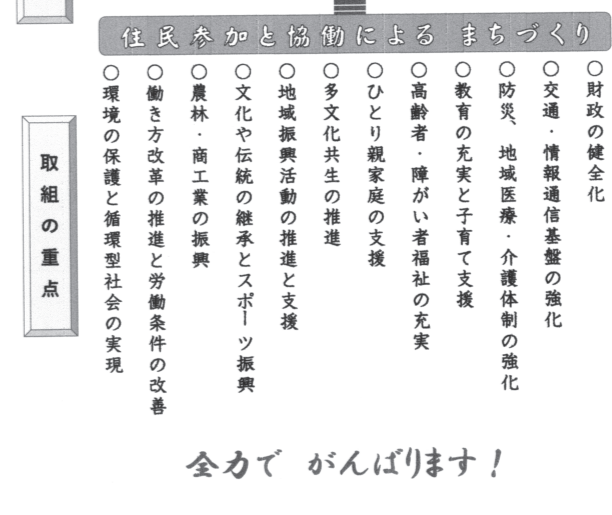 住民参加と協働による まちづくり
取組の重点
○財政の健全化
○交通・情報通信基盤の強化
○防災、地域医療・介護体制の強化
○教育の充実と子育て支援
○高齢者・障がい者福祉の充実
○ひとり親家庭の支援
○多文化共生の推進
○地域振興活動の推進と支援
○文化や伝統の継承とスポーツ振興
○農林・商工業の振興
○働き方改革の推進と労働条件の改善
○環境の保護と循環型社会の実現
全力で がんばります!